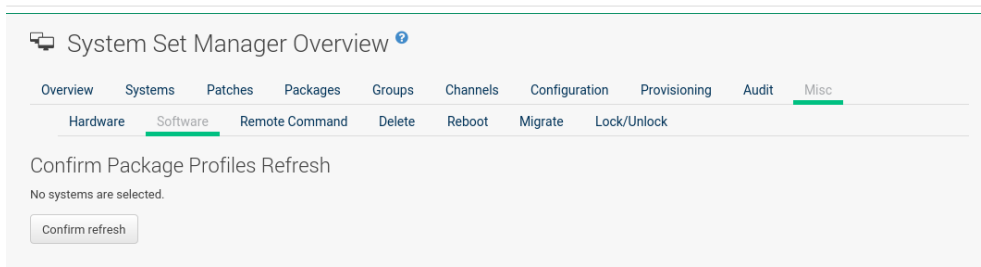 System Set Manager Overview ?
Overview Systems Patches Packages Groups Channels Configuration Provisioning Audit Misc
Hardware Software Remote Command Delete Reboot Migrate Lock/Unlock
Confirm Package Profiles Refresh
No systems are selected.
Confirm refresh